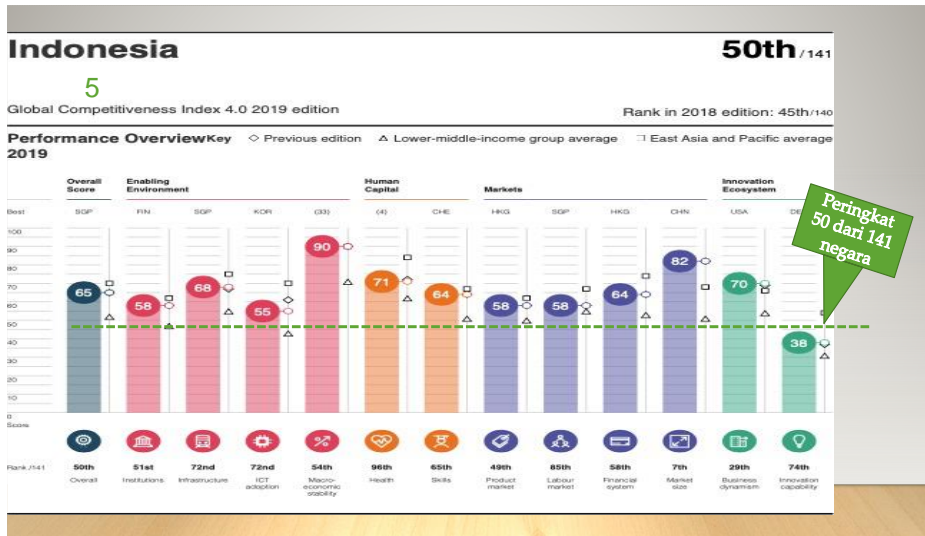 Indonesia
50th/141
5
Global Competitiveness Index 4.0 2019 edition
Rank in 2018 edition: 45th/140
Performance Overview 2019
Key
Previous edition
Lower-middle-income group average
East Asia and Pacific average
Overall Score
Enabling Environment
Human Capital
Markets
Innovation Ecosystem
Best
SGP
FIN
SGP
KOR
(33)
(4)
CHE
HKG
SGP
HKG
CHN
USA
Peringkat
50 dari 141
negara
100
90
80
70
60
50
40
30
20
10
0
Score
65
58
68
55
90
71
64
58
58
64
82
70
38
Rank /141
50th
51st
72nd
72nd
54th
96th
65th
49th
85th
58th
7th
29th
74th
Overall
Institutions
Infrastructure
ICT adoption
Macro-economic stability
Health
Skills
Product market
Labour market
Financial system
Market size
Business dynamism
Innovation capability